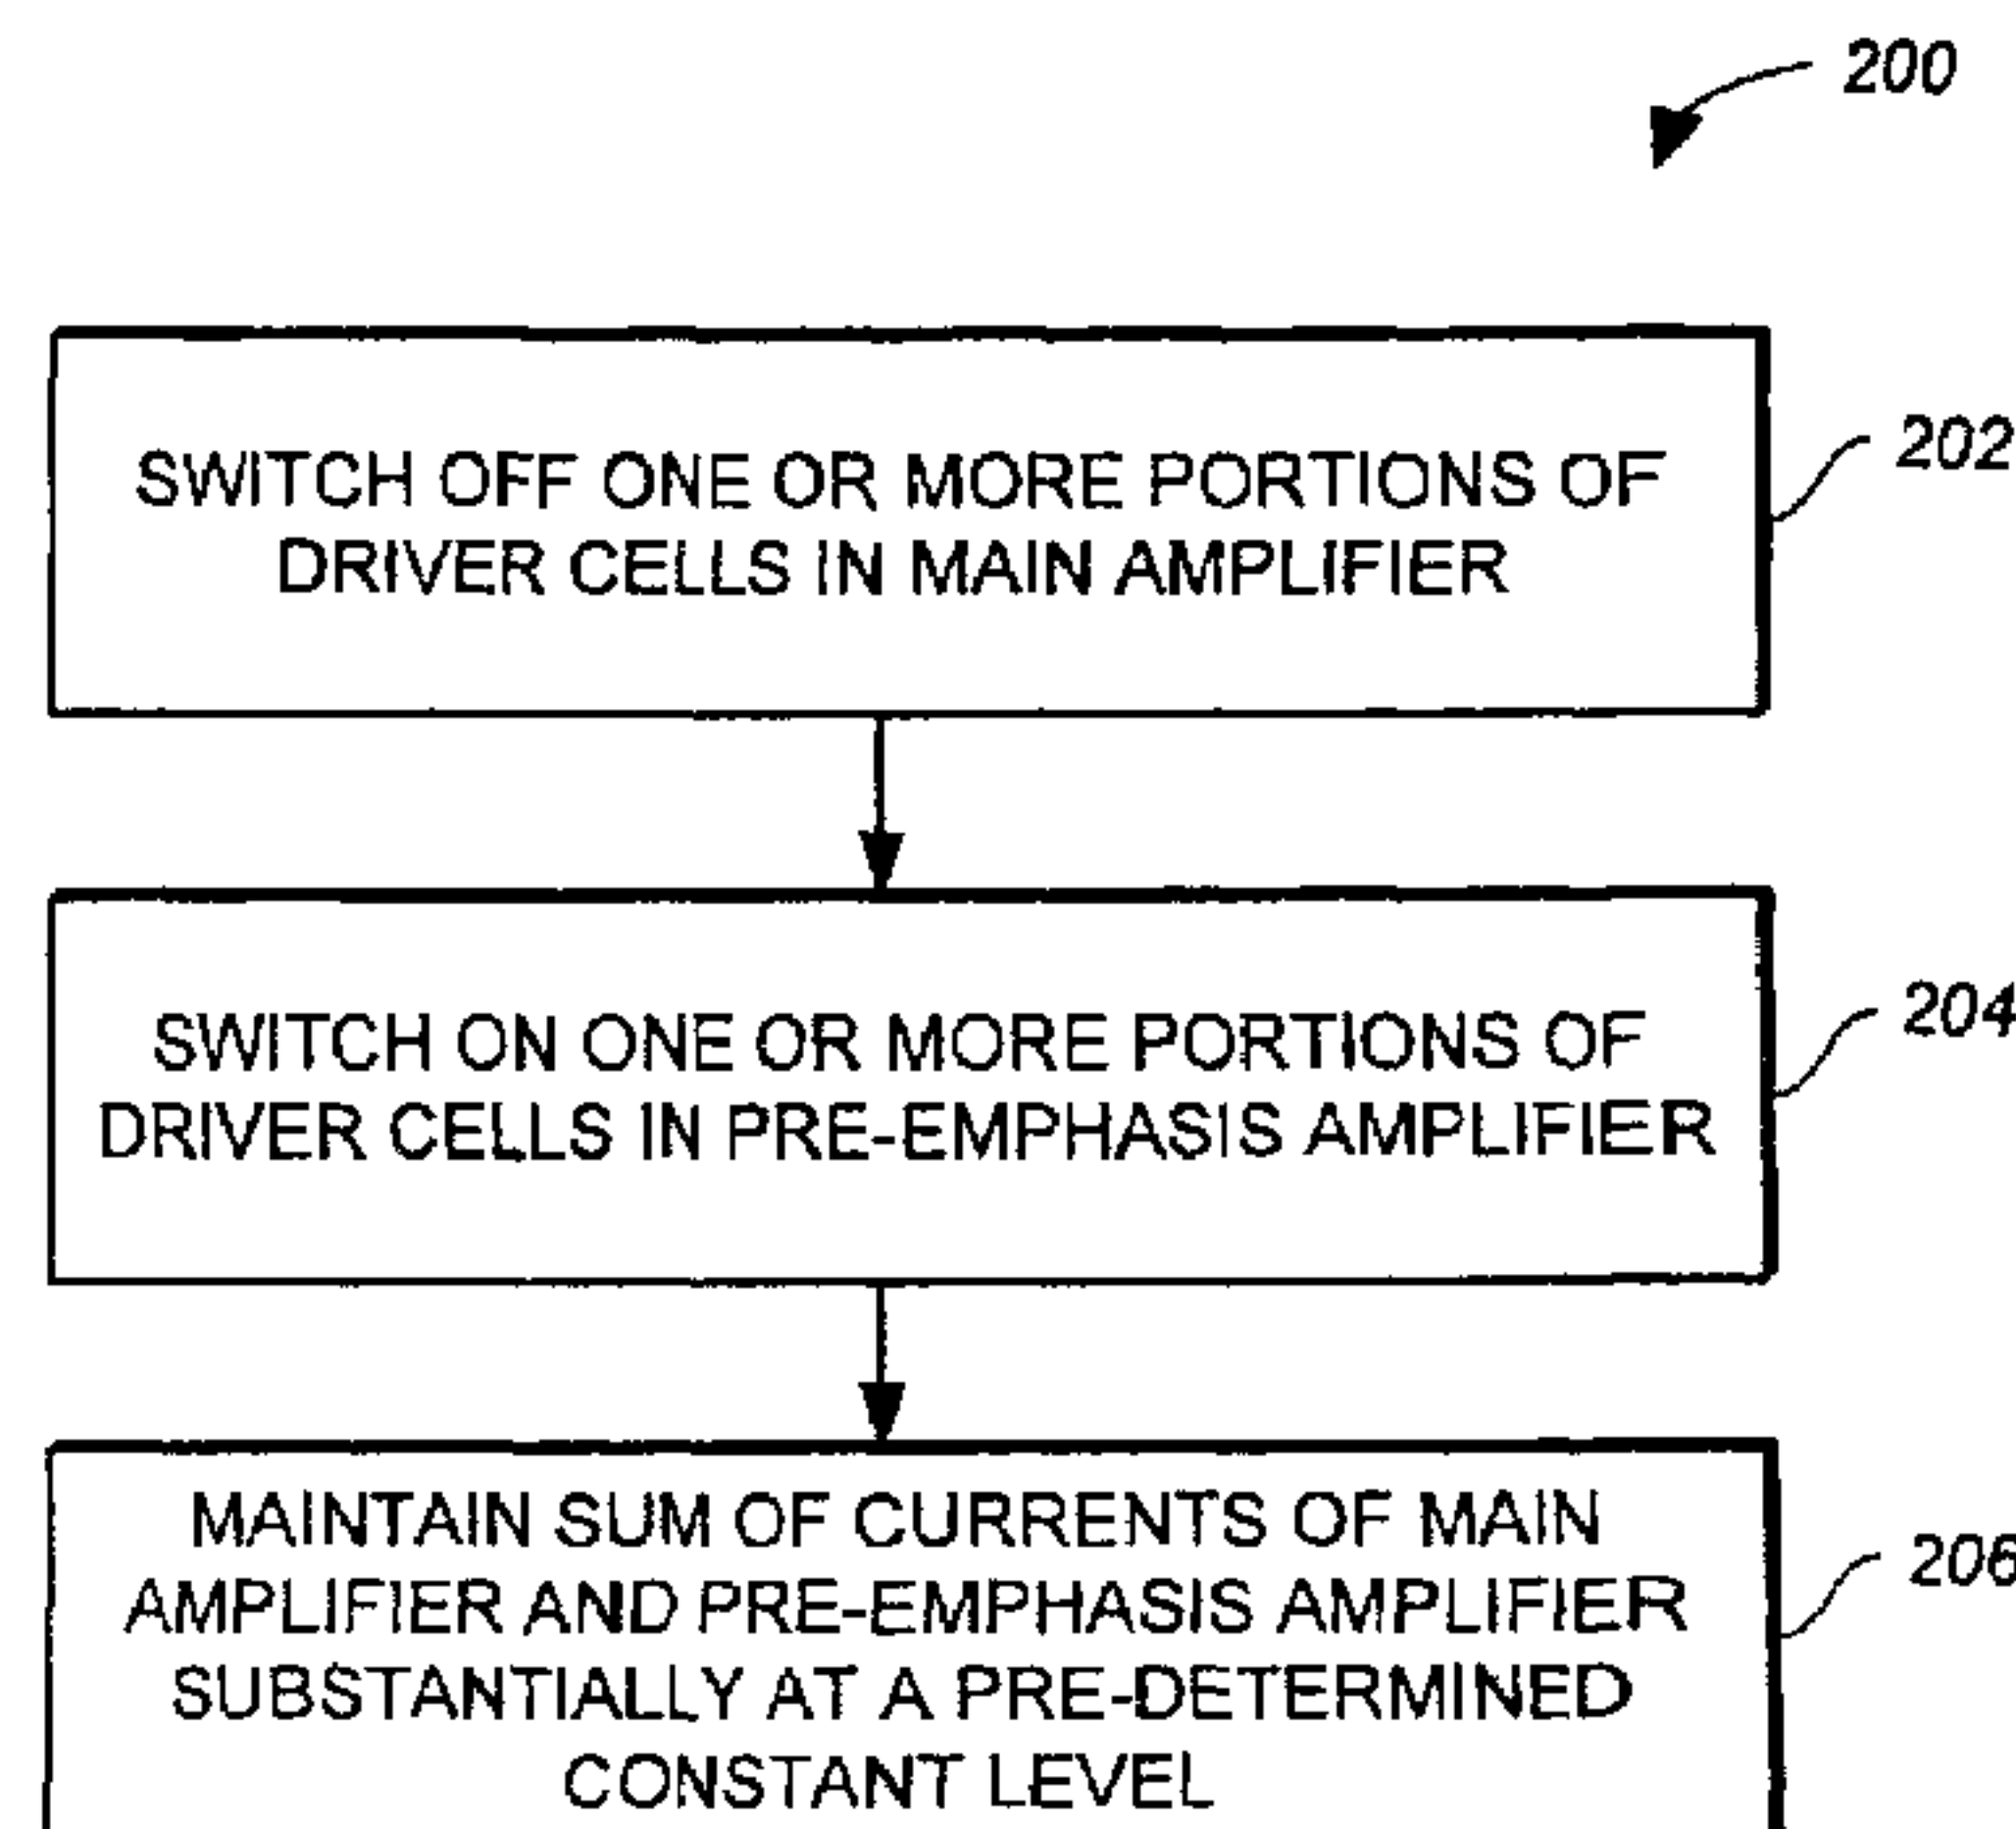 200
SWITCH OFF ONE OR MORE PORTIONS OF
DRIVER CELLS IN MAIN AMPLIFIER
202
SWITCH ON ONE OR MORE PORTIONS OF
DRIVER CELLS IN PRE-EMPHASIS AMPLIFIER
204
MAINTAIN SUM OF CURRENTS OF MAIN
AMPLIFIER AND PRE-EMPHASIS AMPLIFIER
SUBSTANTIALLY AT A PRE-DETERMINED
CONSTANT LEVEL
206